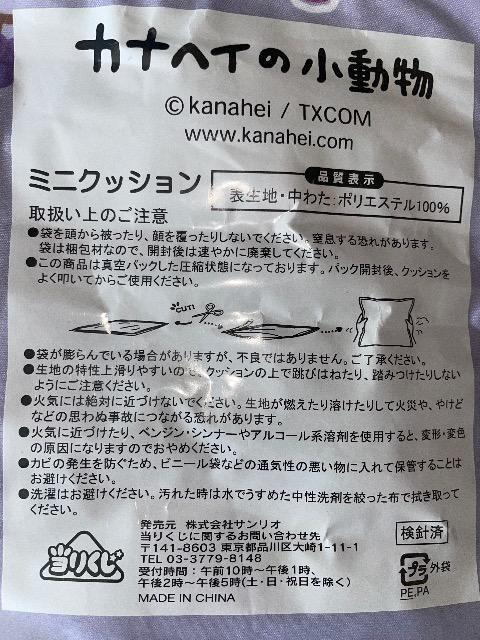 カナヘイの小動物
©kanahei / TXCOM
www.kanahei.com
ミニクッション
品質表示
表生地・中わた:ポリエステル100%
取扱い上のご注意
●袋を頭から被ったり、顔を覆ったりしないでください。窒息する恐れがあります。
袋は梱包材なので、開封後は速やかに廃棄してください。
●この商品は真空パックした圧縮状態になっております。パック開封後、クッションを
よく叩いてからご使用ください。
CUT!
●袋が膨らんでいる場合がありますが、不良ではありません。ご了承ください。
●生地の特性上滑りやすいので、クッションの上で跳びはねたり、踏みつけたりしない
ようにご注意ください。
●火気には絶対に近づけないでください。生地が燃えたり溶けたりして火災や、やけど
などの思わぬ事故につながる恐れがあります。
●火気に近づけたり、ベンジン・シンナーやアルコール系溶剤を使用すると、変形・変色
の原因になりますのでおやめください。
●カビの発生を防ぐため、ビニール袋などの通気性の悪い物に入れて保管することは
お避けください。
●洗濯はお避けください。汚れた時は水でうすめた中性洗剤を絞った布で拭き取って
ください。
当りくじ
発売元 株式会社サンリオ
当りくじに関するお問い合わせ先
〒141-8603 東京都品川区大崎1-11-1
TEL 03-3779-8148
受付時間:午前10時〜午後1時、
午後2時〜午後5時(土・日・祝日を除く)
MADE IN CHINA
検針済
プラ 外袋
PE,PA